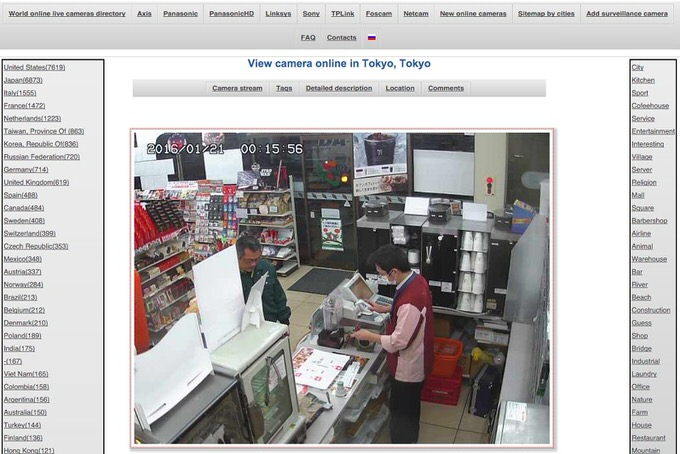 World online live cameras directory Axis Panasonic PanasonicHD Linksys Sony TPLink Foscam Netcam New online cameras Sitemap by cities Add surveillance camera
FAQ Contacts
View camera online in Tokyo, Tokyo
Camera stream Tags Detailed description Location Comments
United States(7619)
Japan(6873)
Italy(1555)
France(1472)
Netherlands(1223)
Taiwan, Province Of (863)
Korea, Republic Of(836)
Russian Federation(720)
Germany(714)
United Kingdom(619)
Spain(488)
Canada(484)
Sweden(408)
Switzerland(399)
Czech Republic(353)
Mexico(348)
Austria(337)
Norway(284)
Brazil(213)
Belgium(212)
Denmark(210)
Poland(189)
India(175)
-(167)
Viet Nam(165)
Colombia(158)
Argentina(156)
Australia(150)
Turkey(144)
Finland(136)
Hong Kong(121)
2016/01/21 00:15:56
STAR
City
Kitchen
Sport
Cofeehouse
Service
Entertainment
Interesting
Village
Server
Religion
Mall
Square
Barbershop
Airline
Animal
Warehouse
Bar
River
Beach
Construction
Guess
Shop
Bridge
Industrial
Laundry
Office
Nature
Farm
House
Restaurant
Mountain